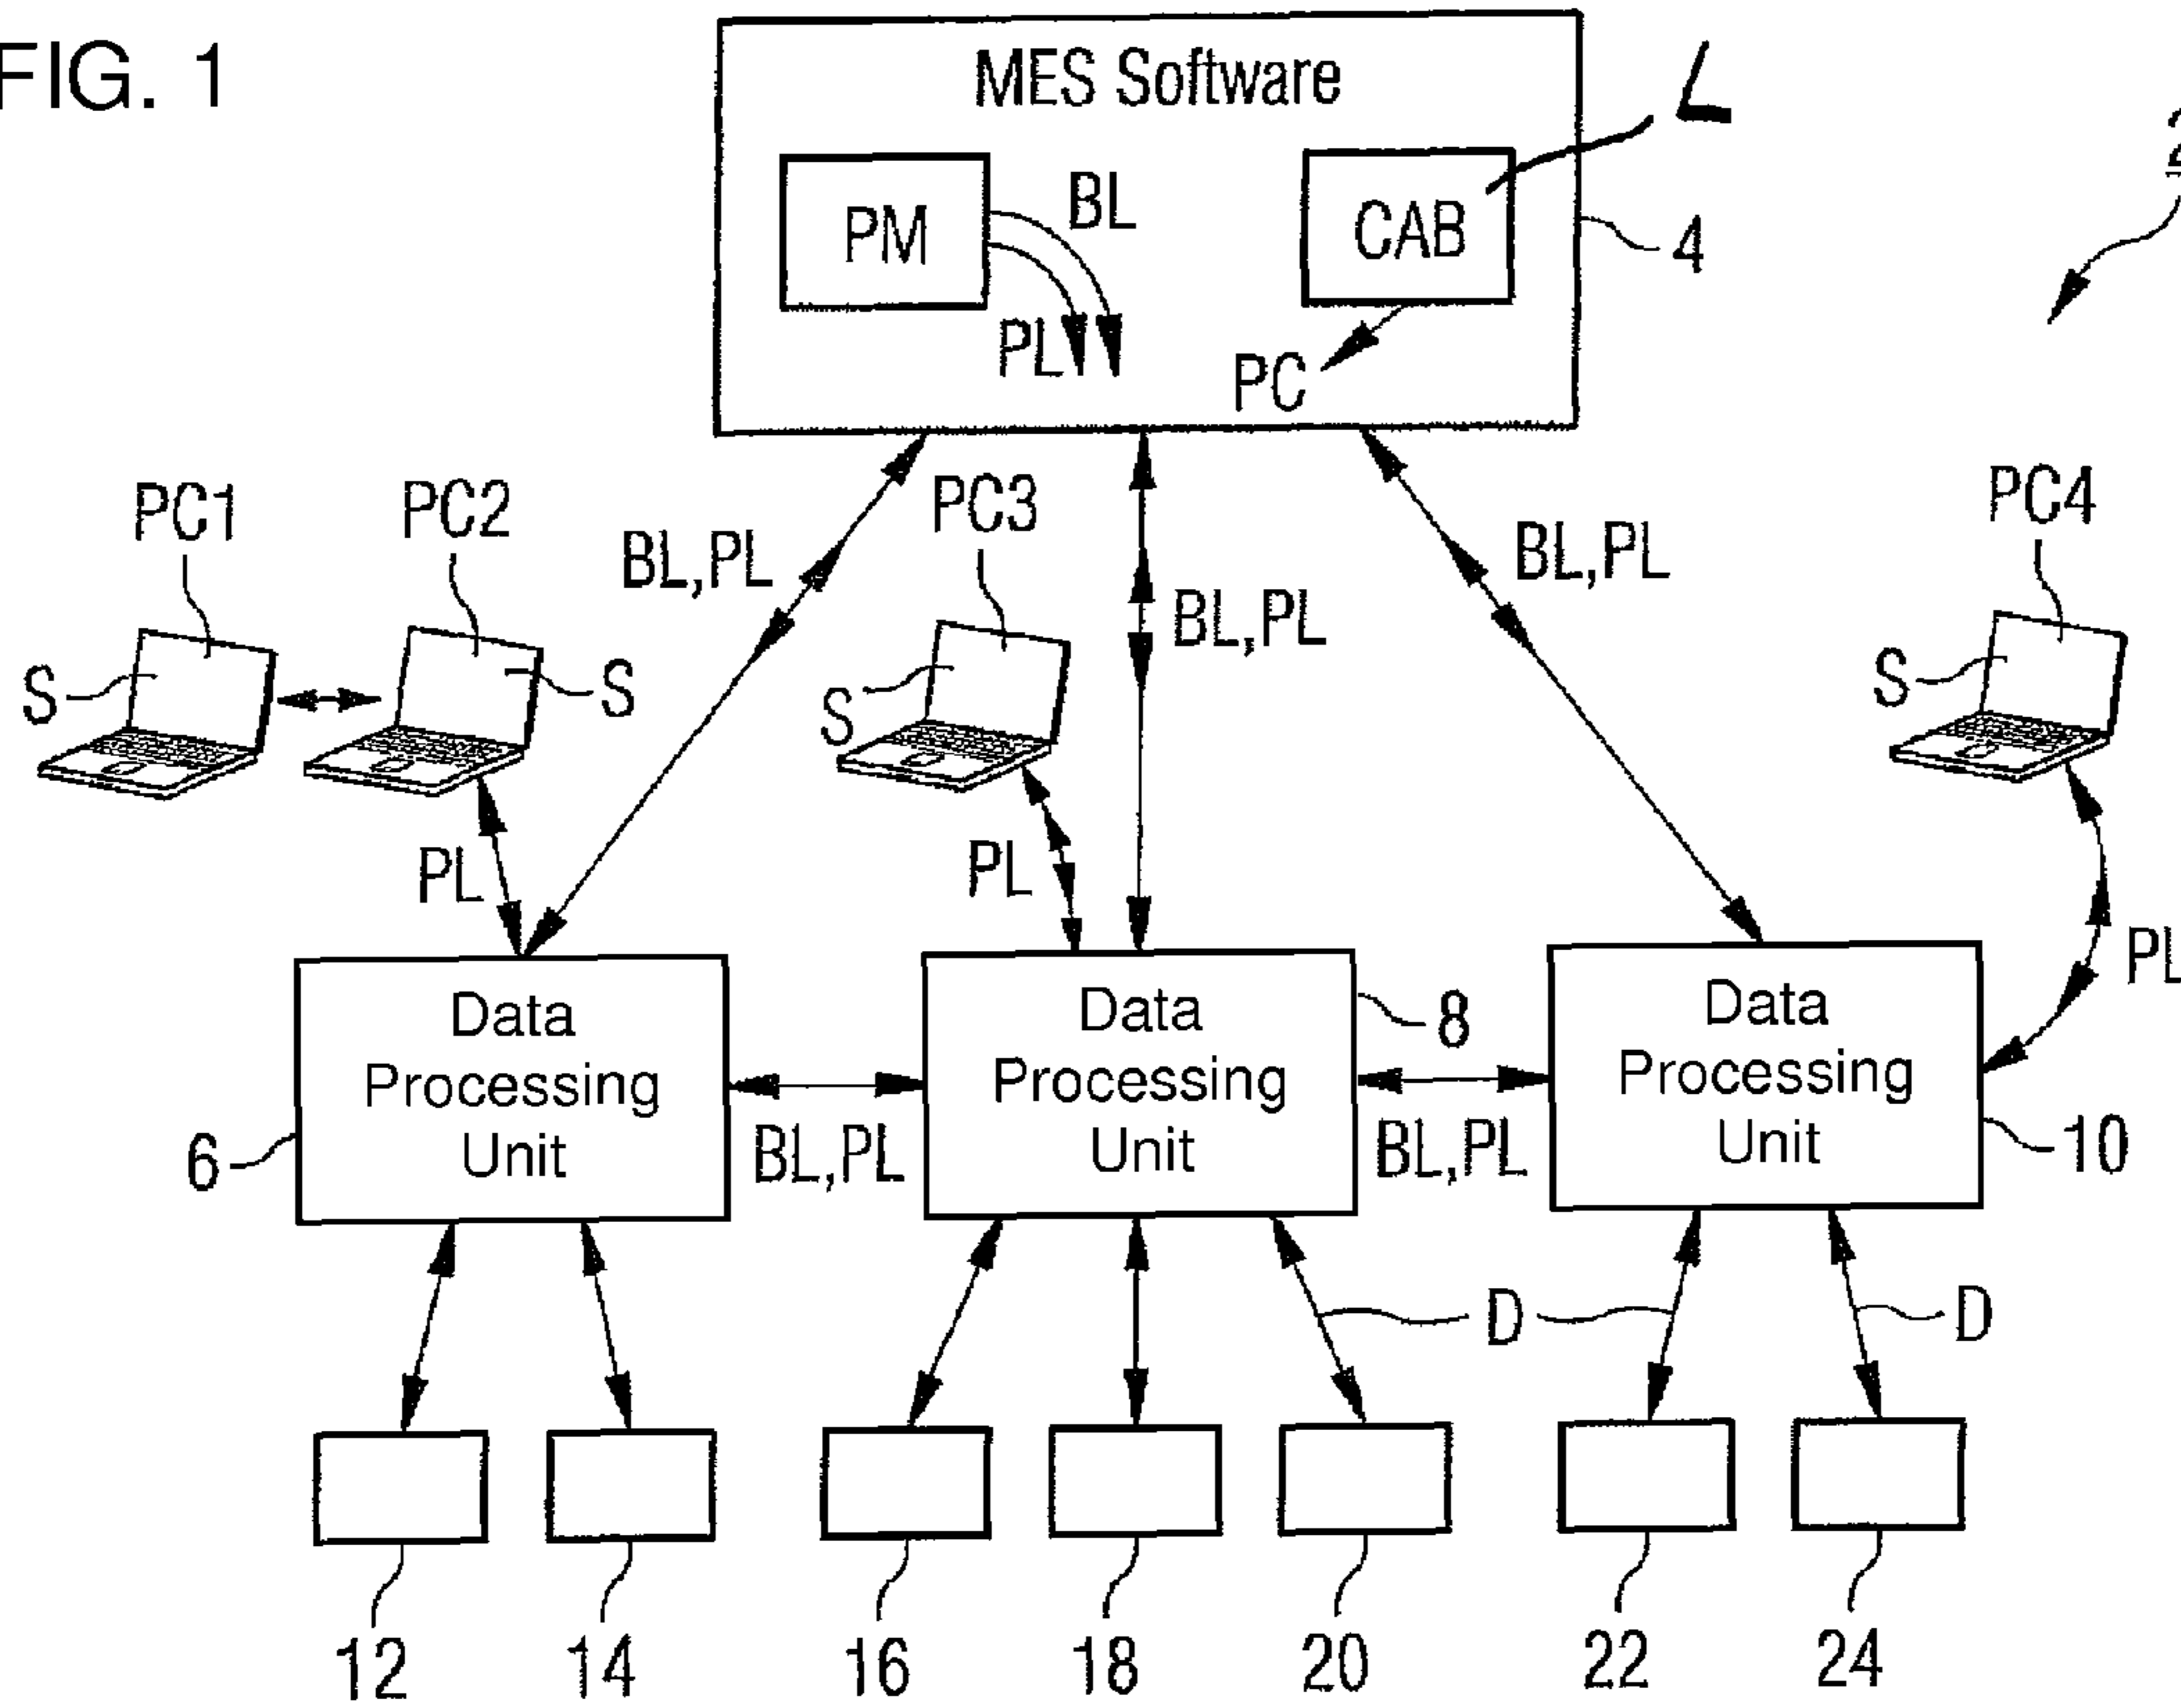 FIG. 1
MES Software
L
2
PM
BL
CAB
4
PL
PC
PC1
PC2
PC3
PC4
BL,PL
BL,PL
BL,PL
S
S
S
S
PL
PL
PL
Data
Processing
Unit
Data
Processing
Unit
Data
Processing
Unit
6
8
10
BL,PL
BL,PL
D
D
12
14
16
18
20
22
24